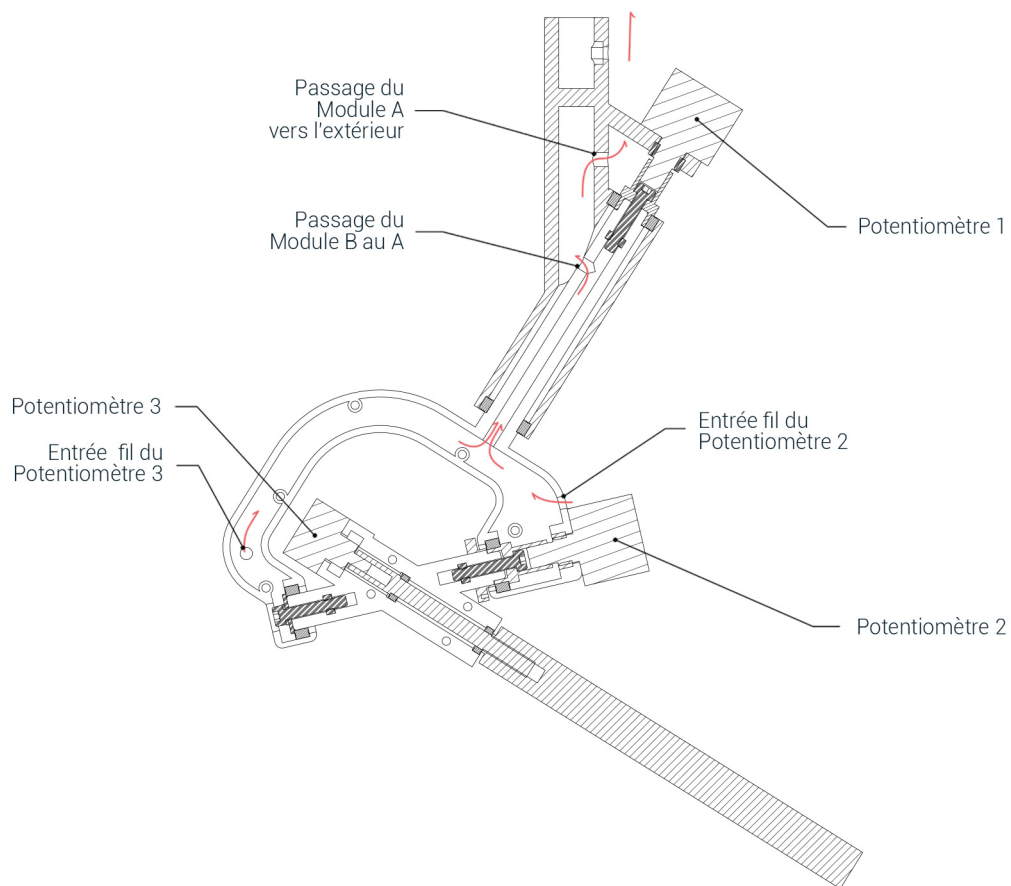 Passage du
Module A
vers l'extérieur
Potentiomètre 1
Passage du
Module B au A
Potentiomètre 3
Entrée fil du
Potentiomètre 3
Entrée fil du
Potentiomètre 2
Potentiomètre 2